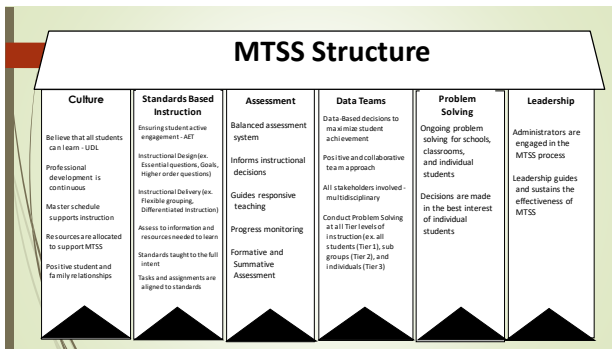 MTSS Structure
Culture
Believe that all students
can learn - UDL
Professional
development is
continuous
Master schedule
supports instruction
Resources are allocated
to support MTSS
Positive student and
family relationships
Standards Based
Instruction
Ensuring student active
engagement - AET
Instructional Design(ex.
Essential questions, Goals,
Higher order questions)
Instructional Delivery (ex.
Flexible grouping,
Differentiated Instruction)
Assess to information and
resources needed to learn
Standards taught to the full
intent
Tasks and assignments are
aligned to standards
Assessment
Balanced assessment
system
Informs instructional
decisions
Guides responsive
teaching
Progress monitoring
Formative and
Summative
Assessment
Data Teams
Data-Based decisions to
maximize student
achievement
Positive and collaborative
team approach
All stakeholders involved -
multidisciplinary
Conduct Problem Solving
at all Tier levels of
instruction (ex. all
students (Tier 1), sub
groups (Tier 2), and
individuals (Tier 3)
Problem
Solving
Ongoing problem
solving for schools,
classrooms,
and individual
students
Decisions are made
in the best interest
of individual
students
Leadership
Administrators are
engaged in the
MTSS process
Leadership guides
and sustains the
effectiveness of
MTSS